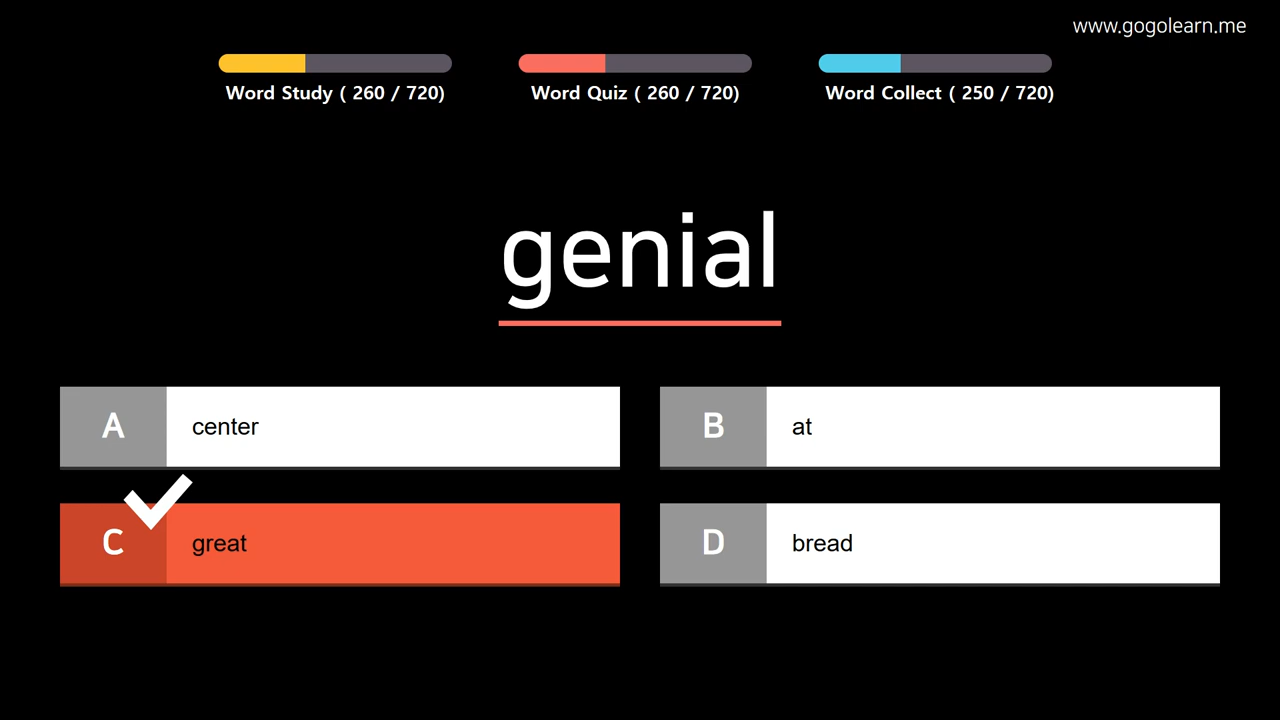 www.gogolearn.me
Word Study ( 260 / 720)
Word Quiz ( 260 / 720)
Word Collect ( 250 / 720)
genial
A center
B at
C great
D bread